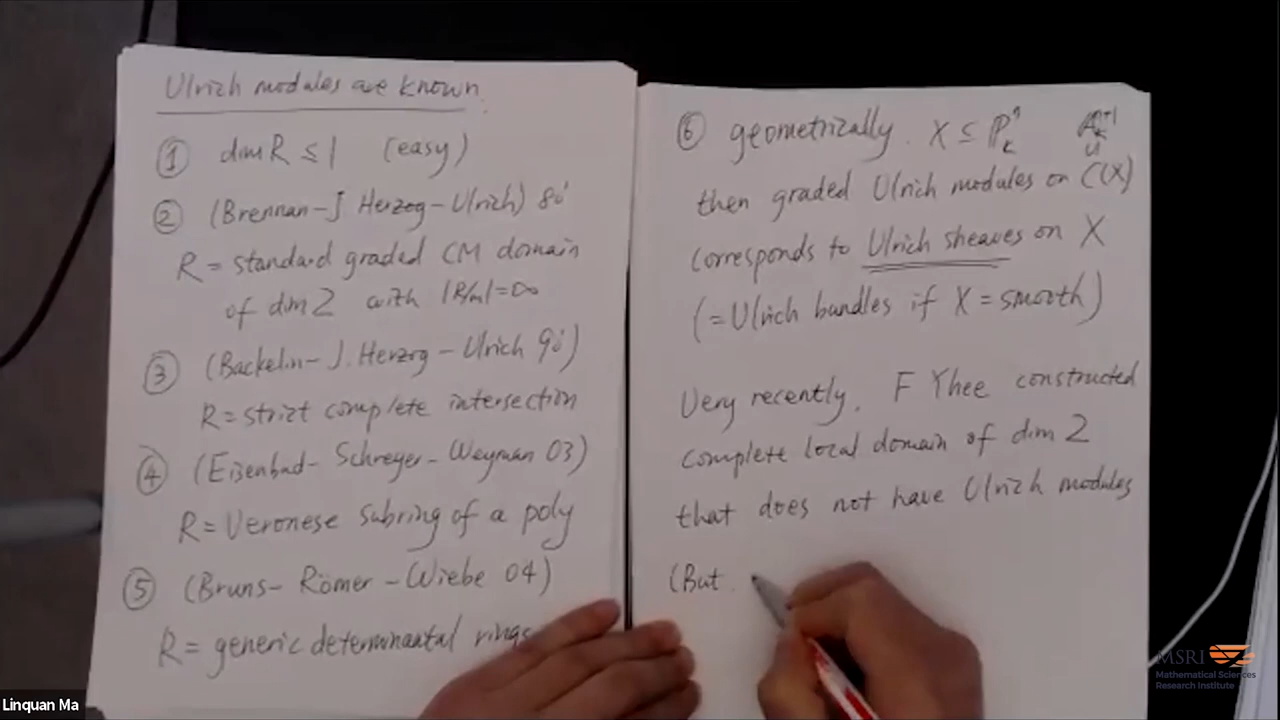 Ulrich modules are known.
① dim R ≤ 1 (easy)
② (Brennan-J Herzog-Ulrich) 80'
R = standard graded CM domain
of dim 2 with |R/m|=∞
③ (Backelin- J. Herzog - Ulrich 90')
R = strict complete intersection
④ (Eisenbud- Schreyer- Weyman 03)
R = Veronese subring of a poly
⑤ (Bruns- Römer -Wiebe 04)
R = generic determinantal rings
⑥ geometrically. X ⊆ ℙ_k^n 𝔸_k^{n+1}
∪I
then graded Ulrich modules on C(X)
corresponds to Ulrich sheaves on X
(= Ulrich bundles if X = smooth)
Very recently, F Yhee constructed
complete local domain of dim 2
that does not have Ulrich modules
(But.
MSRI
Mathematical Sciences
Research Institute
Linquan Ma